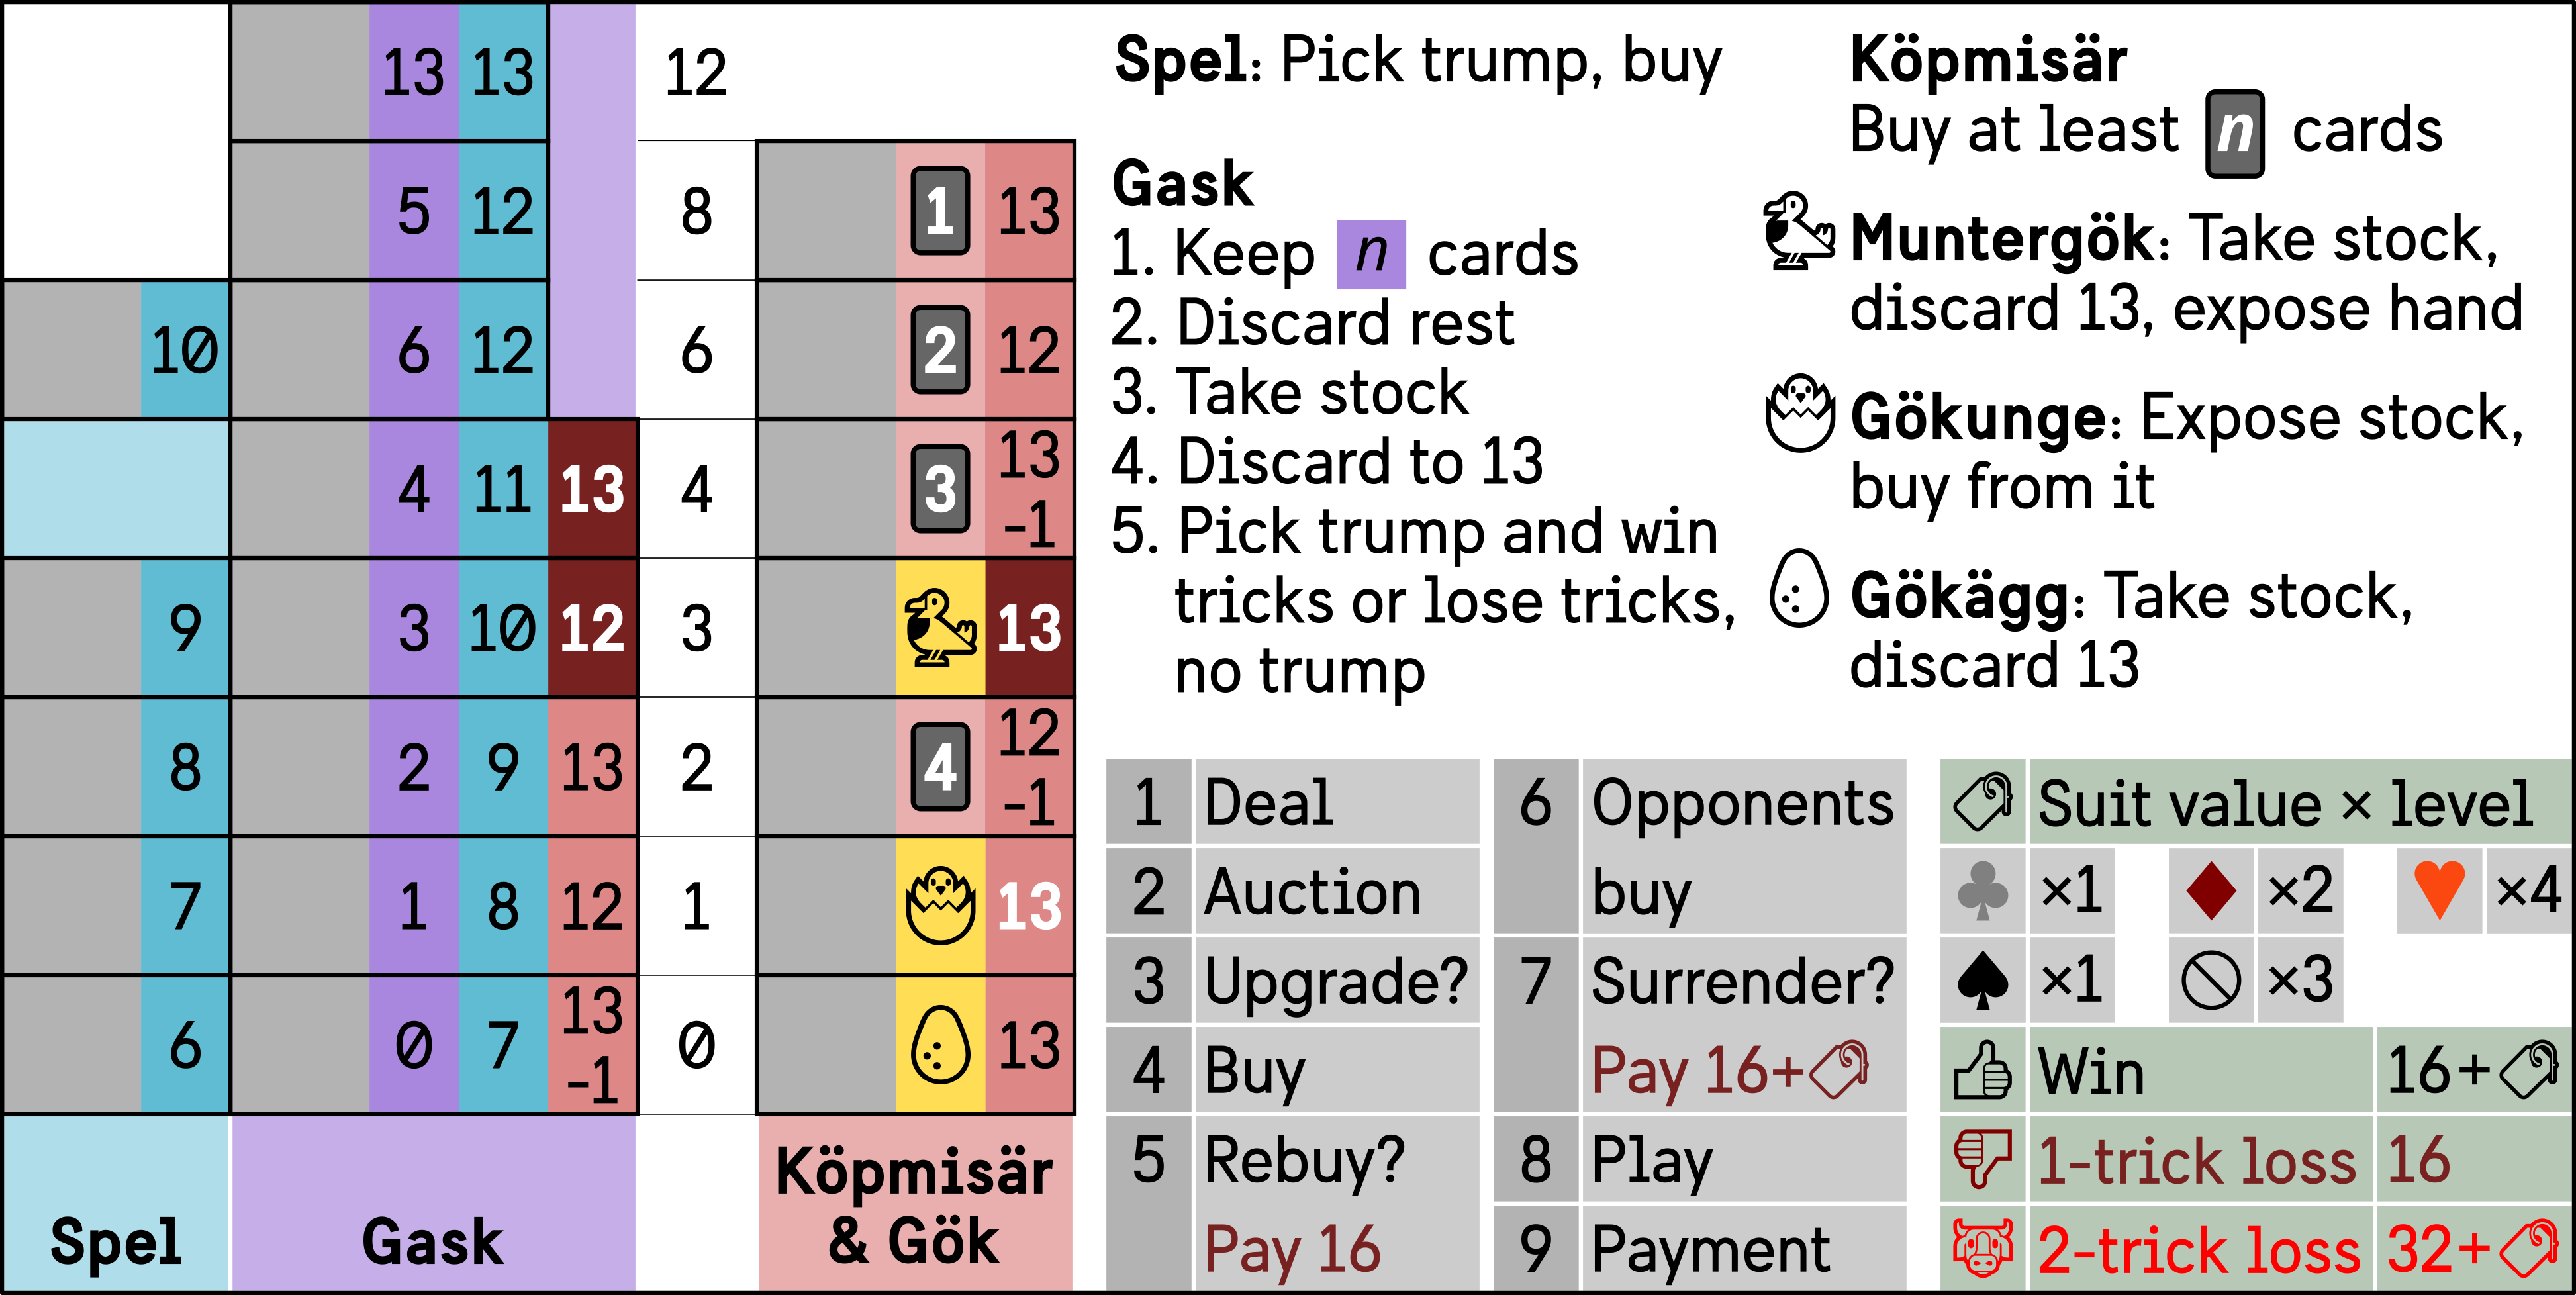 13 13 12
5 12 8 1 13
10 6 12 6 2 12
4 11 13 4 3 13
-1
9 3 10 12 3 13
8 2 9 13 2 4 12
-1
7 1 8 12 1 13
6 0 7 13 0 13
-1
Spel
Gask
Köpmisär
& Gök
Spel: Pick trump, buy
Gask
1. Keep n cards
2. Discard rest
3. Take stock
4. Discard to 13
5. Pick trump and win
tricks or lose tricks,
no trump
Köpmisär
Buy at least n cards
Muntergök: Take stock,
discard 13, expose hand
Gökunge: Expose stock,
buy from it
Gökägg: Take stock,
discard 13
1 Deal
2 Auction
3 Upgrade?
4 Buy
5 Rebuy?
Pay 16
6 Opponents
buy
7 Surrender?
Pay 16+
8 Play
9 Payment
Suit value × level
♣ ×1 ♦ ×2 ♥ ×4
♠ ×1 ×3
Win 16+
1-trick loss 16
2-trick loss 32+